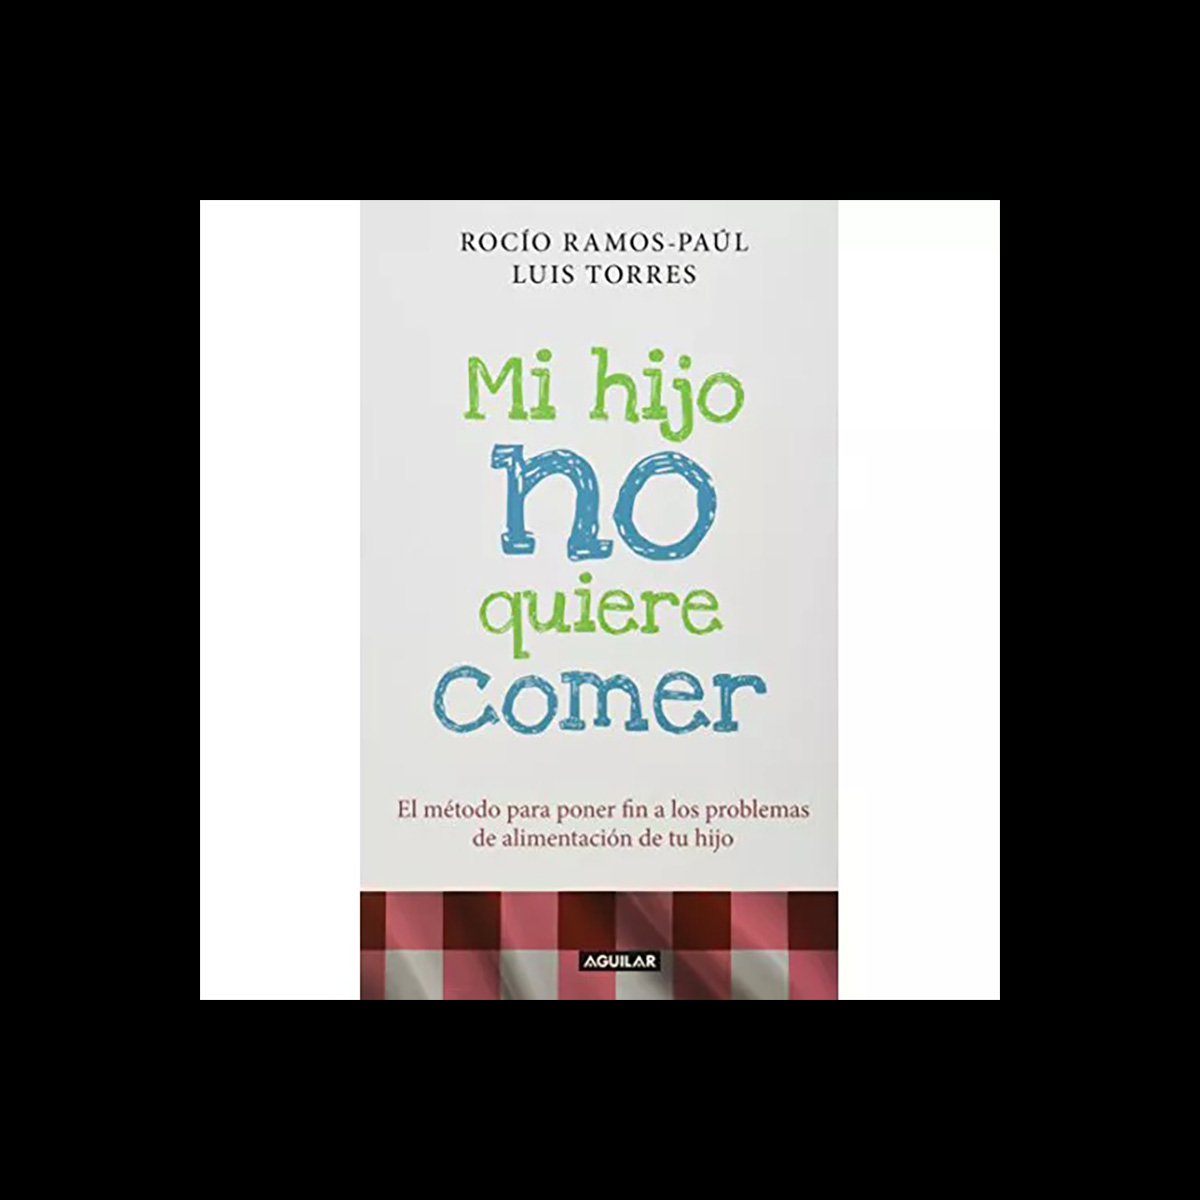 ROCÍO RAMOS-PAÚL
LUIS TORRES
Mi hijo
no
quiere
comer
El método para poner fin a los problemas
de alimentación de tu hijo
AGUILAR